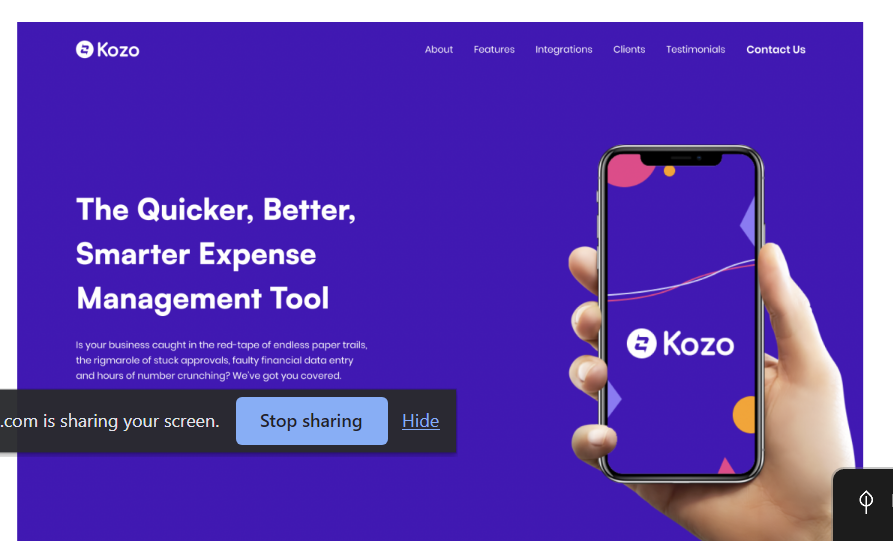 Kozo
About Features Integrations Clients Testimonials Contact Us
The Quicker, Better,
Smarter Expense
Management Tool
Is your business caught in the red-tape of endless paper trails,
the rigmarole of stuck approvals, faulty financial data entry
and hours of number crunching? We've got you covered.
Kozo
.com is sharing your screen. Stop sharing Hide